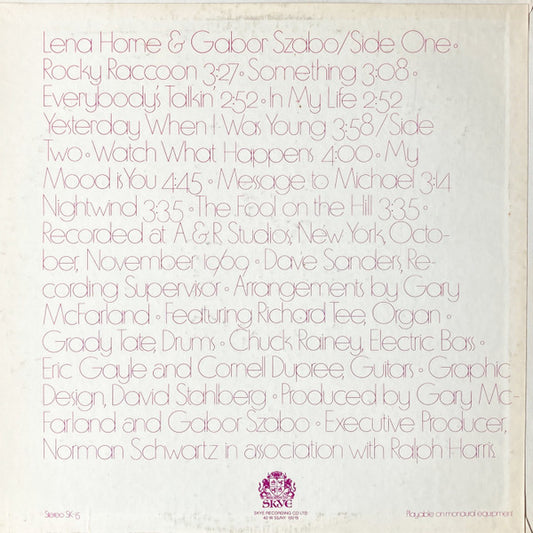 Lena Horne & Gabor Szabo/Side One •
Rocky Raccoon 3:27 • Something 3:08 •
Everybody's Talkin' 2:52 • In My Life 2:52
Yesterday When I Was Young 3:58/Side
Two • Watch What Happens 4:00 • My
Mood is You 4:45 • Message to Michael 3:14
Nightwind 3:35 • The Fool on the Hill 3:35 •
Recorded at A & R Studios, New York, Octo-
ber, November 1969 • Dave Sanders, Re-
cording Supervisor • Arrangements by Gary
McFarland • Featuring Richard Tee, Organ •
Grady Tate, Drums • Chuck Rainey, Electric Bass •
Eric Gayle and Cornell Dupree, Guitars • Graphic
Design, David Stahlberg • Produced by Gary Mc-
Farland and Gabor Szabo • Executive Producer,
Norman Schwartz in association with Ralph Harris.
SKYE
SKYE RECORDING CO LTD
Stereo SK-15
Playable on monaural equipment